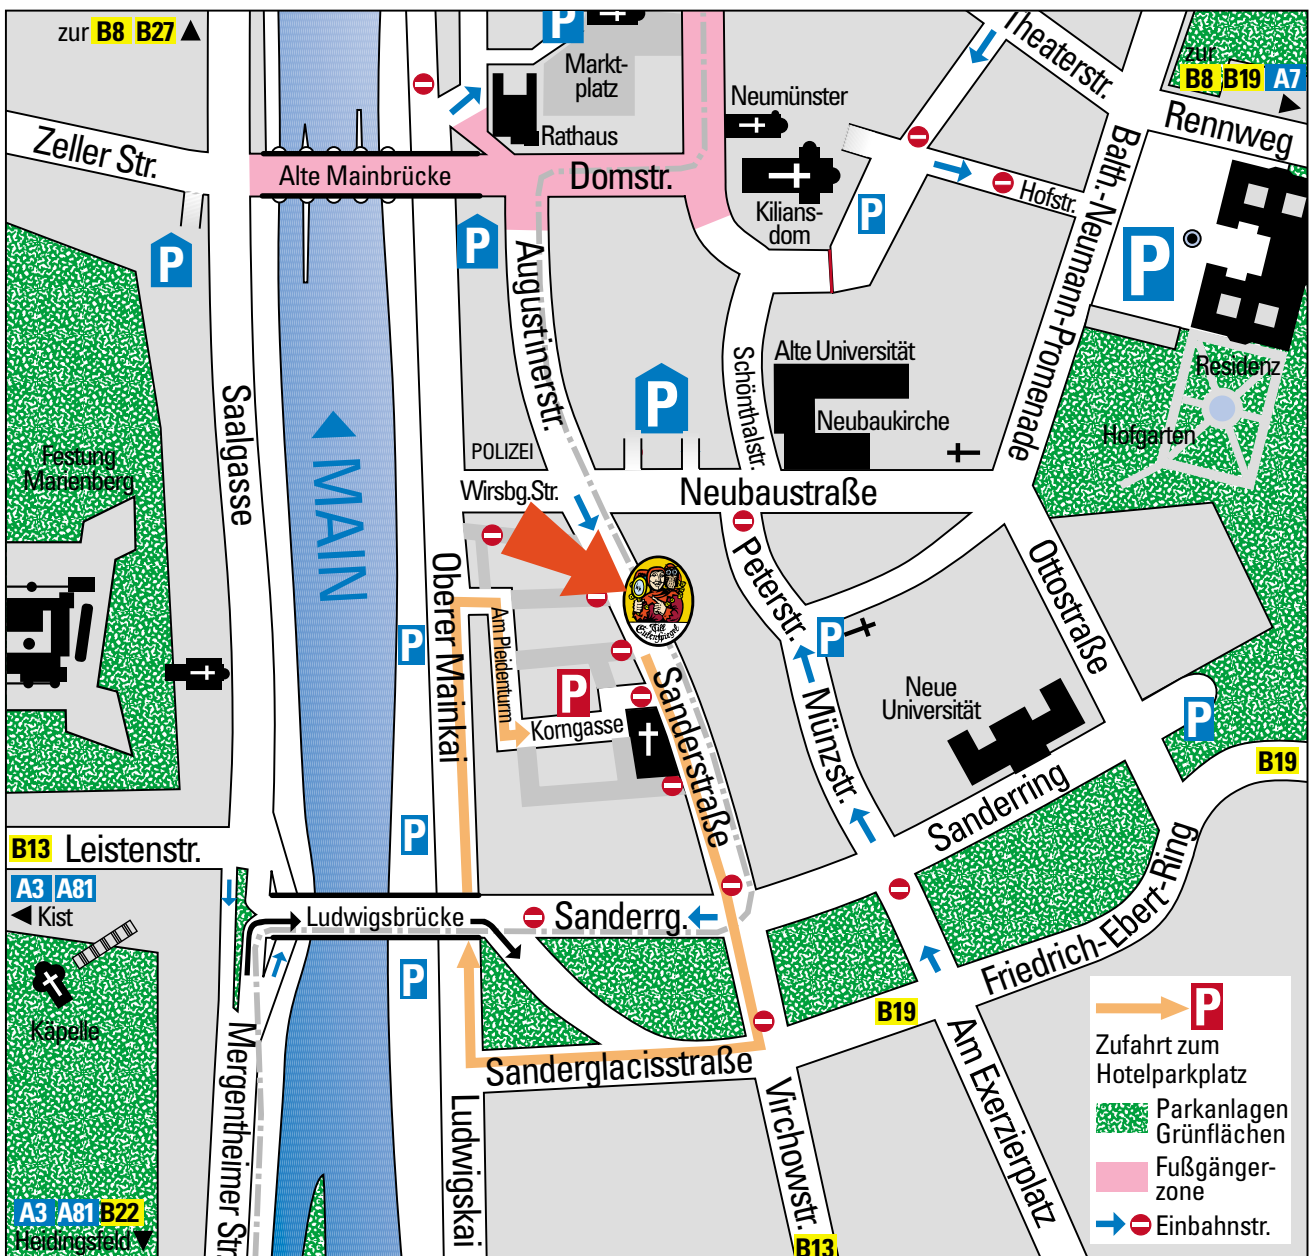 zur B8 B27
P
Markt-
platz
Rathaus
Neumünster
Theaterstr.
zur
B8 B19 A7
Rennweg
Zeller Str.
Alte Mainbrücke
Domstr.
Kilians-
dom
P
Hofstr.
Balth.-Neumann-Promenade
P
P
P
Augustinerstr.
Residenz
Hofgarten
Saalgasse
MAIN
P
Schönthalstr.
Alte Universität
Neubaukirche
POLIZEI
Wirsbg.Str.
Neubaustraße
Festung
Marienberg
Oberer Mainkai
Am Pleidenturm
Till
Eulenspiegel
Peterstr.
P
Ottostraße
P
P
Korngasse
Sanderstraße
Münzstr.
Neue
Universität
P
B19
Sanderring
B13 Leistenstr.
P
A3 A81
Kist
Ludwigsbrücke
Sanderrg.
Friedrich-Ebert-Ring
P
B19
Käpelle
Mergentheimer Str.
Sanderglacisstraße
Ludwigskai
Virchowstr.
Am Exerzierplatz
B13
A3 A81 B22
Heidingsfeld
P
Zufahrt zum
Hotelparkplatz
Parkanlagen
Grünflächen
Fußgänger-
zone
Einbahnstr.